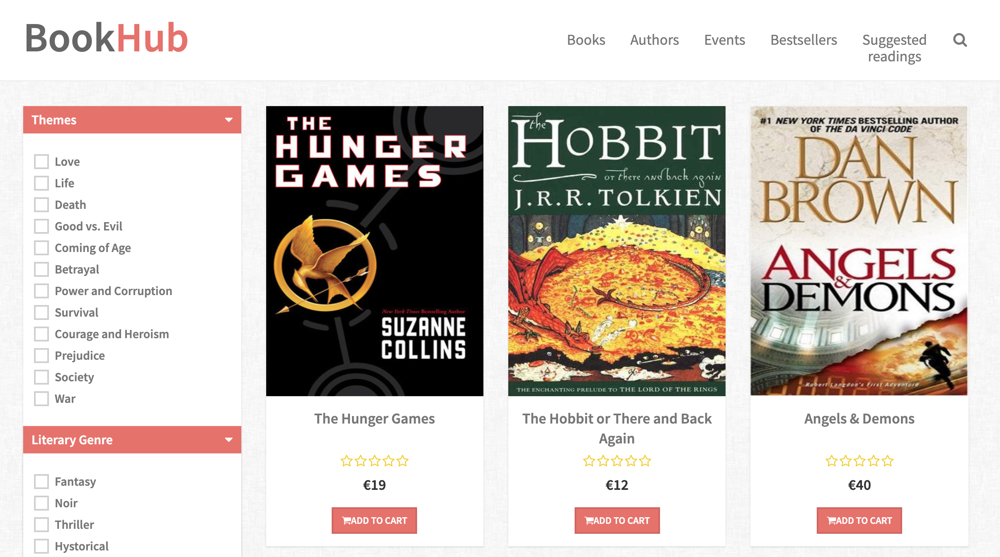 BookHub
Books
Authors
Events
Bestsellers
Suggested
readings
Themes
Love
Life
Death
Good vs. Evil
Coming of Age
Betrayal
Power and Corruption
Survival
Courage and Heroism
Prejudice
Society
War
Literary Genre
Fantasy
Noir
Thriller
Hystorical
THE
HUNGER
GAMES
New York Times Bestselling Author
SUZANNE
COLLINS
The Hunger Games
€19
ADD TO CART
the
HOBBIT
or there and back again
J.R.R. TOLKIEN
THE ENCHANTING PRELUDE TO THE LORD OF THE RINGS
The Hobbit or There and Back
Again
€12
ADD TO CART
#1 NEW YORK TIMES BESTSELLING AUTHOR
OF THE DA VINCI CODE
DAN
BROWN
ANGELS
&
DEMONS
Robert Langdon's First Adventure
Angels & Demons
€40
ADD TO CART